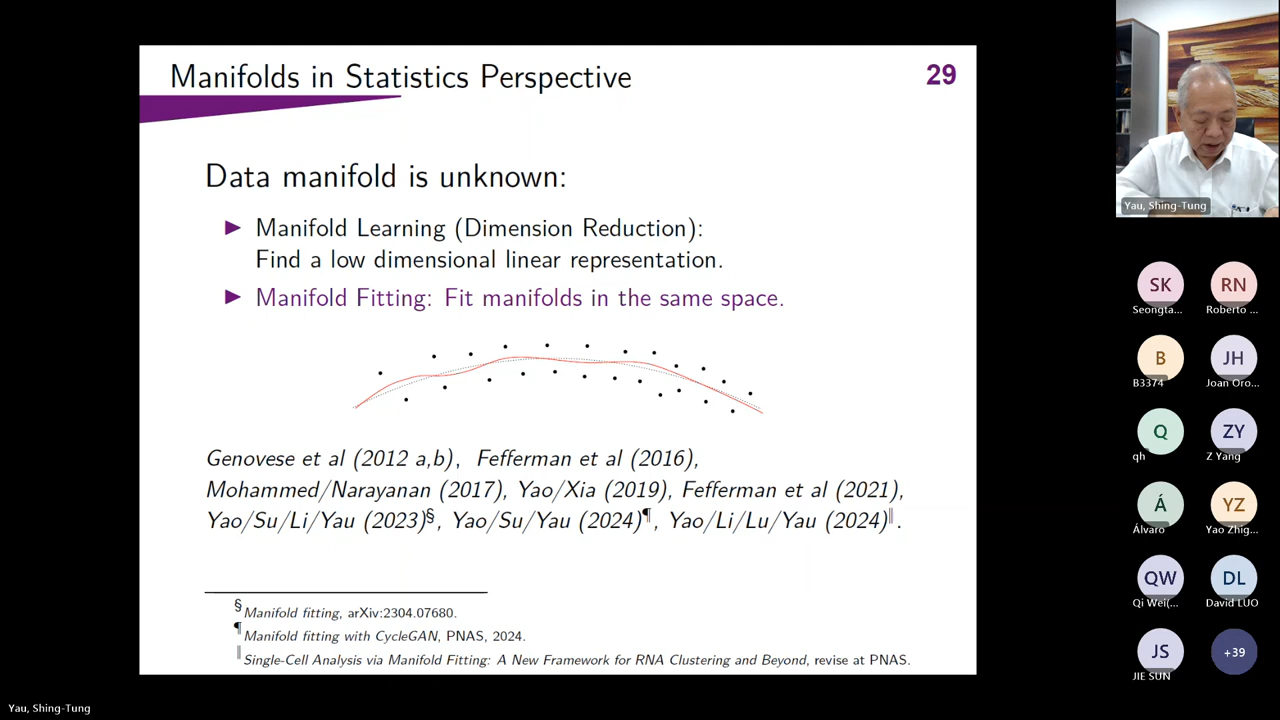 Manifolds in Statistics Perspective
29
Data manifold is unknown:
▶ Manifold Learning (Dimension Reduction):
Find a low dimensional linear representation.
▶ Manifold Fitting: Fit manifolds in the same space.
Genovese et al (2012 a,b), Fefferman et al (2016),
Mohammed/Narayanan (2017), Yao/Xia (2019), Fefferman et al (2021),
Yao/Su/Li/Yau (2023)§, Yao/Su/Yau (2024)¶, Yao/Li/Lu/Yau (2024)‖.
§Manifold fitting, arXiv:2304.07680.
¶Manifold fitting with CycleGAN, PNAS, 2024.
‖Single-Cell Analysis via Manifold Fitting: A New Framework for RNA Clustering and Beyond, revise at PNAS.
Yau, Shing-Tung
SK
RN
Seongta...
Roberto ...
B
JH
B3374
Joan Oro...
Q
ZY
qh
Z Yang
Á
YZ
Álvaro
Yao Zhig...
QW
DL
Qi Wei(...
David LUO
JS
+39
JIE SUN
Yau, Shing-Tung